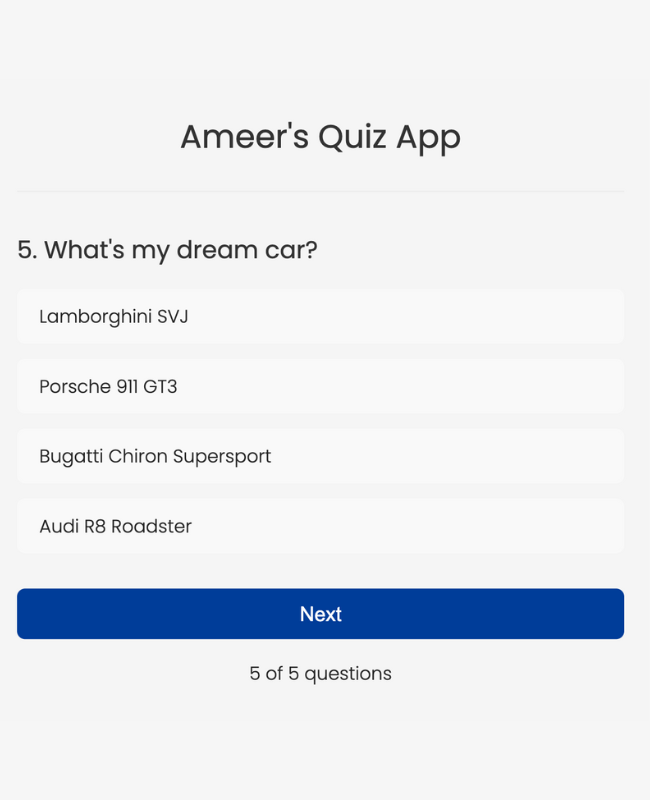 Ameer's Quiz App
5. What's my dream car?
Lamborghini SVJ
Porsche 911 GT3
Bugatti Chiron Supersport
Audi R8 Roadster
Next
5 of 5 questions